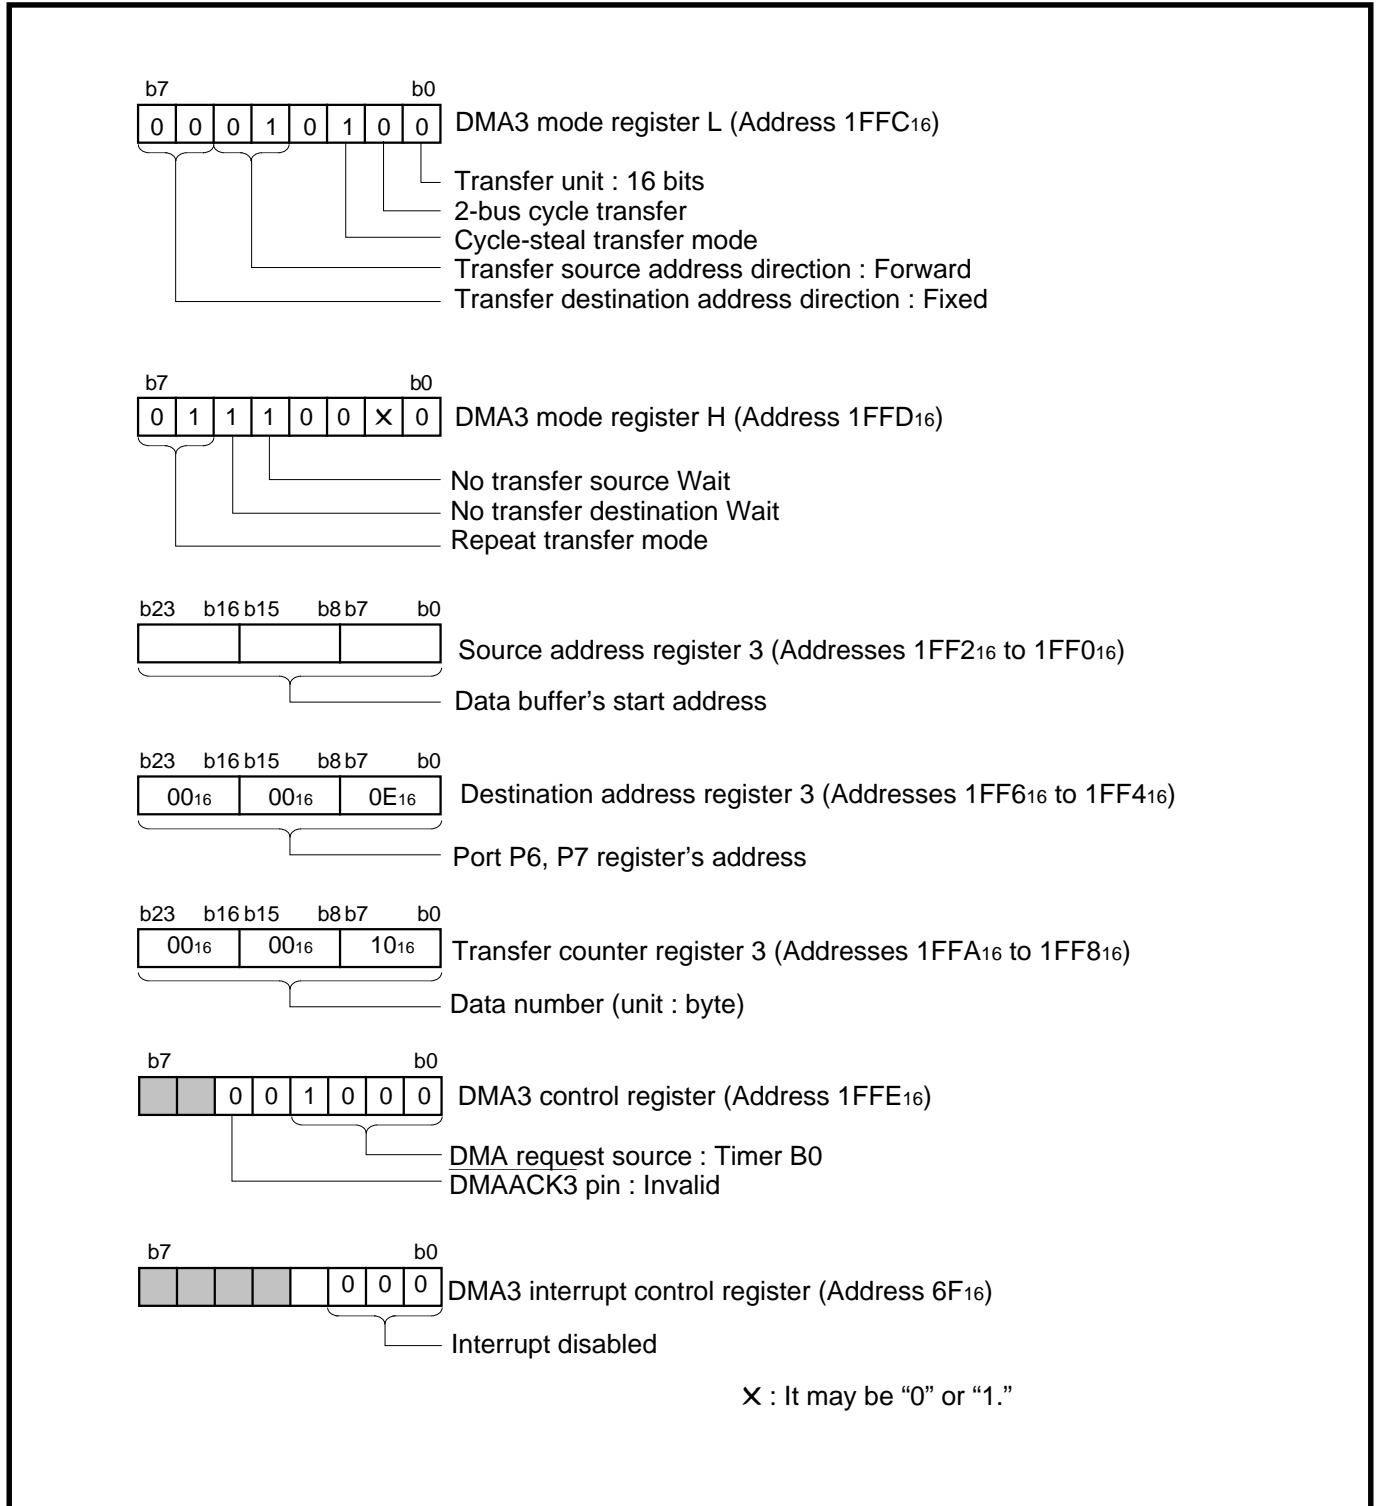 b7 b0
0 0 0 1 0 1 0 0 DMA3 mode register L (Address 1FFC16)
Transfer unit : 16 bits
2-bus cycle transfer
Cycle-steal transfer mode
Transfer source address direction : Forward
Transfer destination address direction : Fixed
b7 b0
0 1 1 1 0 0 X 0 DMA3 mode register H (Address 1FFD16)
No transfer source Wait
No transfer destination Wait
Repeat transfer mode
b23 b16 b15 b8 b7 b0
Source address register 3 (Addresses 1FF216 to 1FF016)
Data buffer’s start address
b23 b16 b15 b8 b7 b0
0016 0016 0E16 Destination address register 3 (Addresses 1FF616 to 1FF416)
Port P6, P7 register’s address
b23 b16 b15 b8 b7 b0
0016 0016 1016 Transfer counter register 3 (Addresses 1FFA16 to 1FF816)
Data number (unit : byte)
b7 b0
0 0 1 0 0 0 DMA3 control register (Address 1FFE16)
DMA request source : Timer B0
DMAACK3 pin : Invalid
b7 b0
0 0 0 DMA3 interrupt control register (Address 6F16)
Interrupt disabled
X : It may be “0” or “1.”